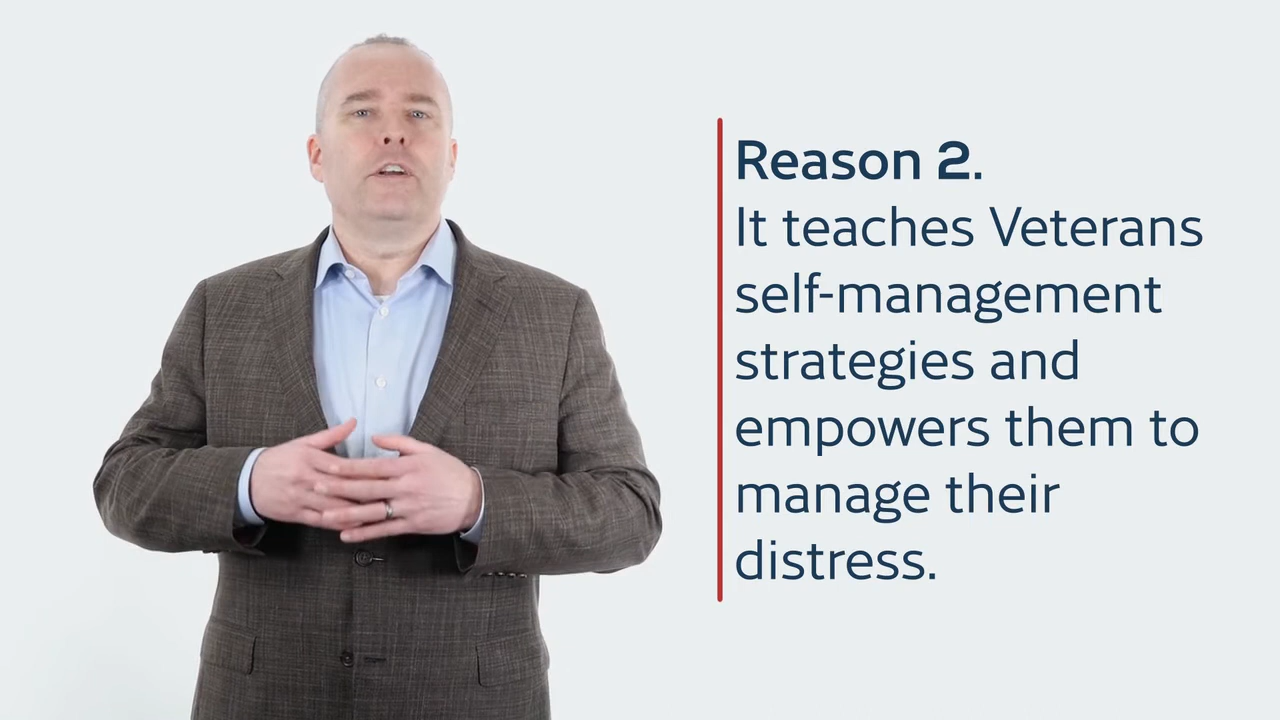 Reason 2.
It teaches Veterans
self-management
strategies and
empowers them to
manage their
distress.